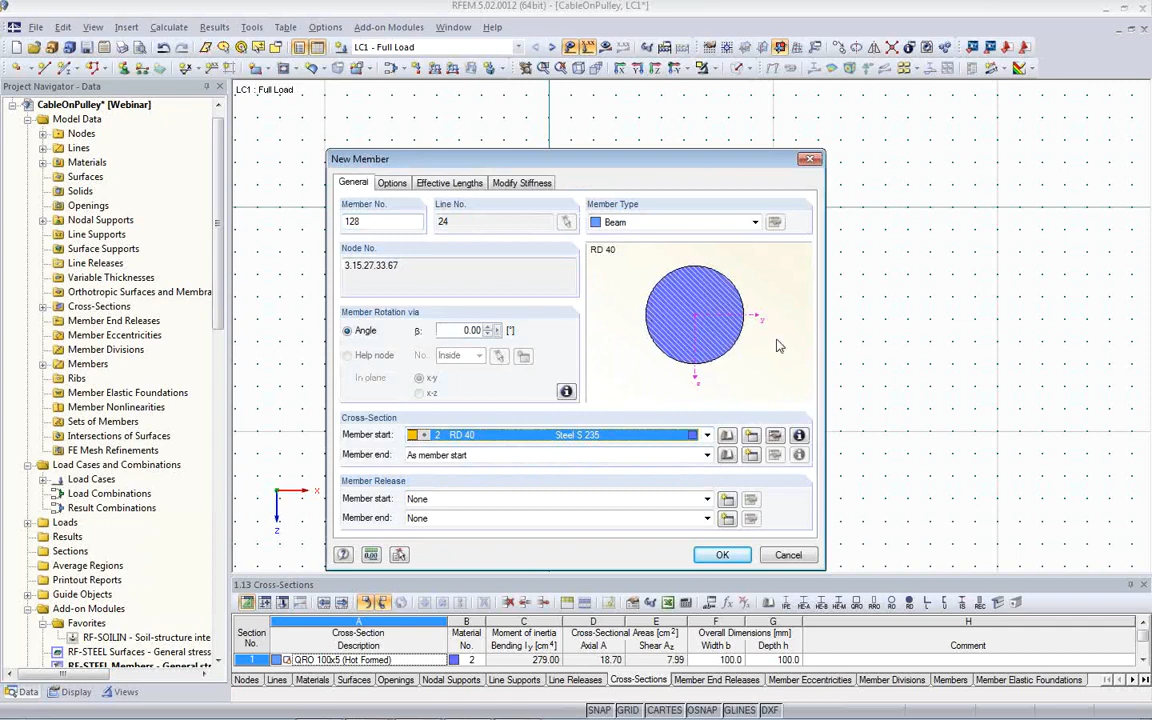 RFEM 5.02.0012 (64bit) - [CableOnPulley, LC1*]
File Edit View Insert Calculate Results Tools Table Options Add-on Modules Window Help
LC1 - Full Load
Project Navigator - Data
CableOnPulley* [Webinar]
Model Data
Nodes
Lines
Materials
Surfaces
Solids
Openings
Nodal Supports
Line Supports
Surface Supports
Line Releases
Variable Thicknesses
Orthotropic Surfaces and Membra
Cross-Sections
Member End Releases
Member Eccentricities
Member Divisions
Members
Ribs
Member Elastic Foundations
Member Nonlinearities
Sets of Members
Intersections of Surfaces
FE Mesh Refinements
Load Cases and Combinations
Load Cases
Load Combinations
Result Combinations
Loads
Results
Sections
Average Regions
Printout Reports
Guide Objects
Add-on Modules
Favorites
RF-SOILIN - Soil-structure inte
RF-STEEL Surfaces - General stress
RF-STEEL Members - General str
Data Display Views
LC1 : Full Load
X
Z
New Member
General Options Effective Lengths Modify Stiffness
Member No.
128
Line No.
24
Member Type
Beam
Node No.
3.15.27.33.67
RD 40
y
z
Member Rotation via
Angle β: 0.00 [°]
Help node No. Inside
In plane x-y
x-z
Cross-Section
Member start: 2 RD 40 Steel S 235
Member end: As member start
Member Release
Member start: None
Member end: None
OK Cancel
1.13 Cross-Sections
A B C D E F G H
Section No. Cross-Section Description Material No. Moment of inertia Bending Iy [cm⁴] Cross-Sectional Areas [cm²] Axial A Shear Az Overall Dimensions [mm] Width b Depth h Comment
1 QRO 100x5 (Hot Formed) 2 279.00 18.70 7.99 100.0 100.0
Nodes Lines Materials Surfaces Openings Nodal Supports Line Supports Line Releases Cross-Sections Member End Releases Member Eccentricities Member Divisions Members Member Elastic Foundations
SNAP GRID CARTES OSNAP GLINES DXF